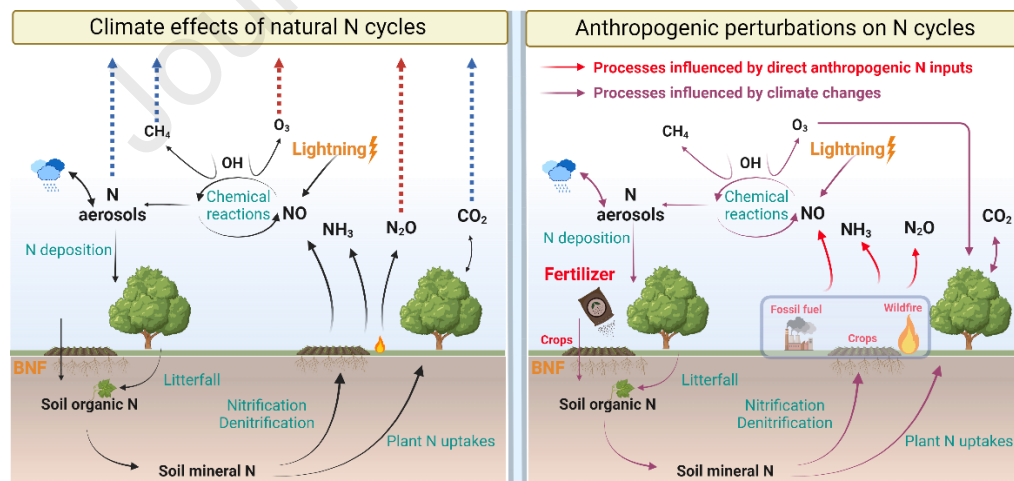 Jour
Climate effects of natural N cycles
CH₄
O₃
Lightning
OH
N
aerosols
Chemical
reactions
NO
NH₃
N₂O
CO₂
N deposition
BNF
Litterfall
Soil organic N
Nitrification
Denitrification
Plant N uptakes
Soil mineral N
Anthropogenic perturbations on N cycles
Processes influenced by direct anthropogenic N inputs
Processes influenced by climate changes
CH₄
O₃
Lightning
OH
N
aerosols
Chemical
reactions
NO
NH₃
N₂O
CO₂
N deposition
Fertilizer
Fossil fuel
Wildfire
Crops
Crops
BNF
Litterfall
Soil organic N
Nitrification
Denitrification
Plant N uptakes
Soil mineral N